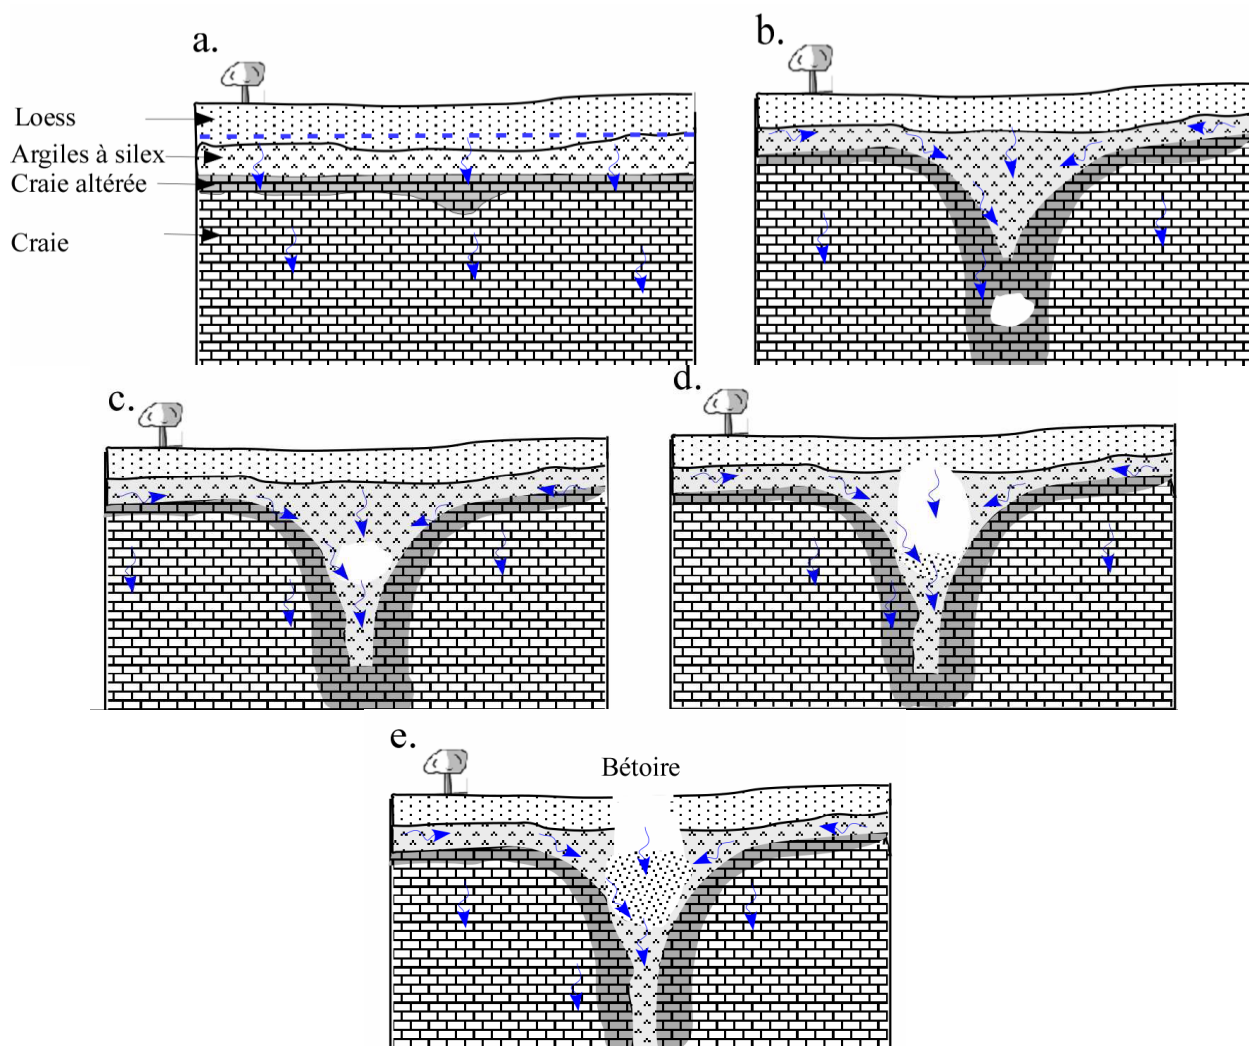 a.
b.
Loess
Argiles à silex
Craie altérée
Craie
c.
d.
e.
Bétoire